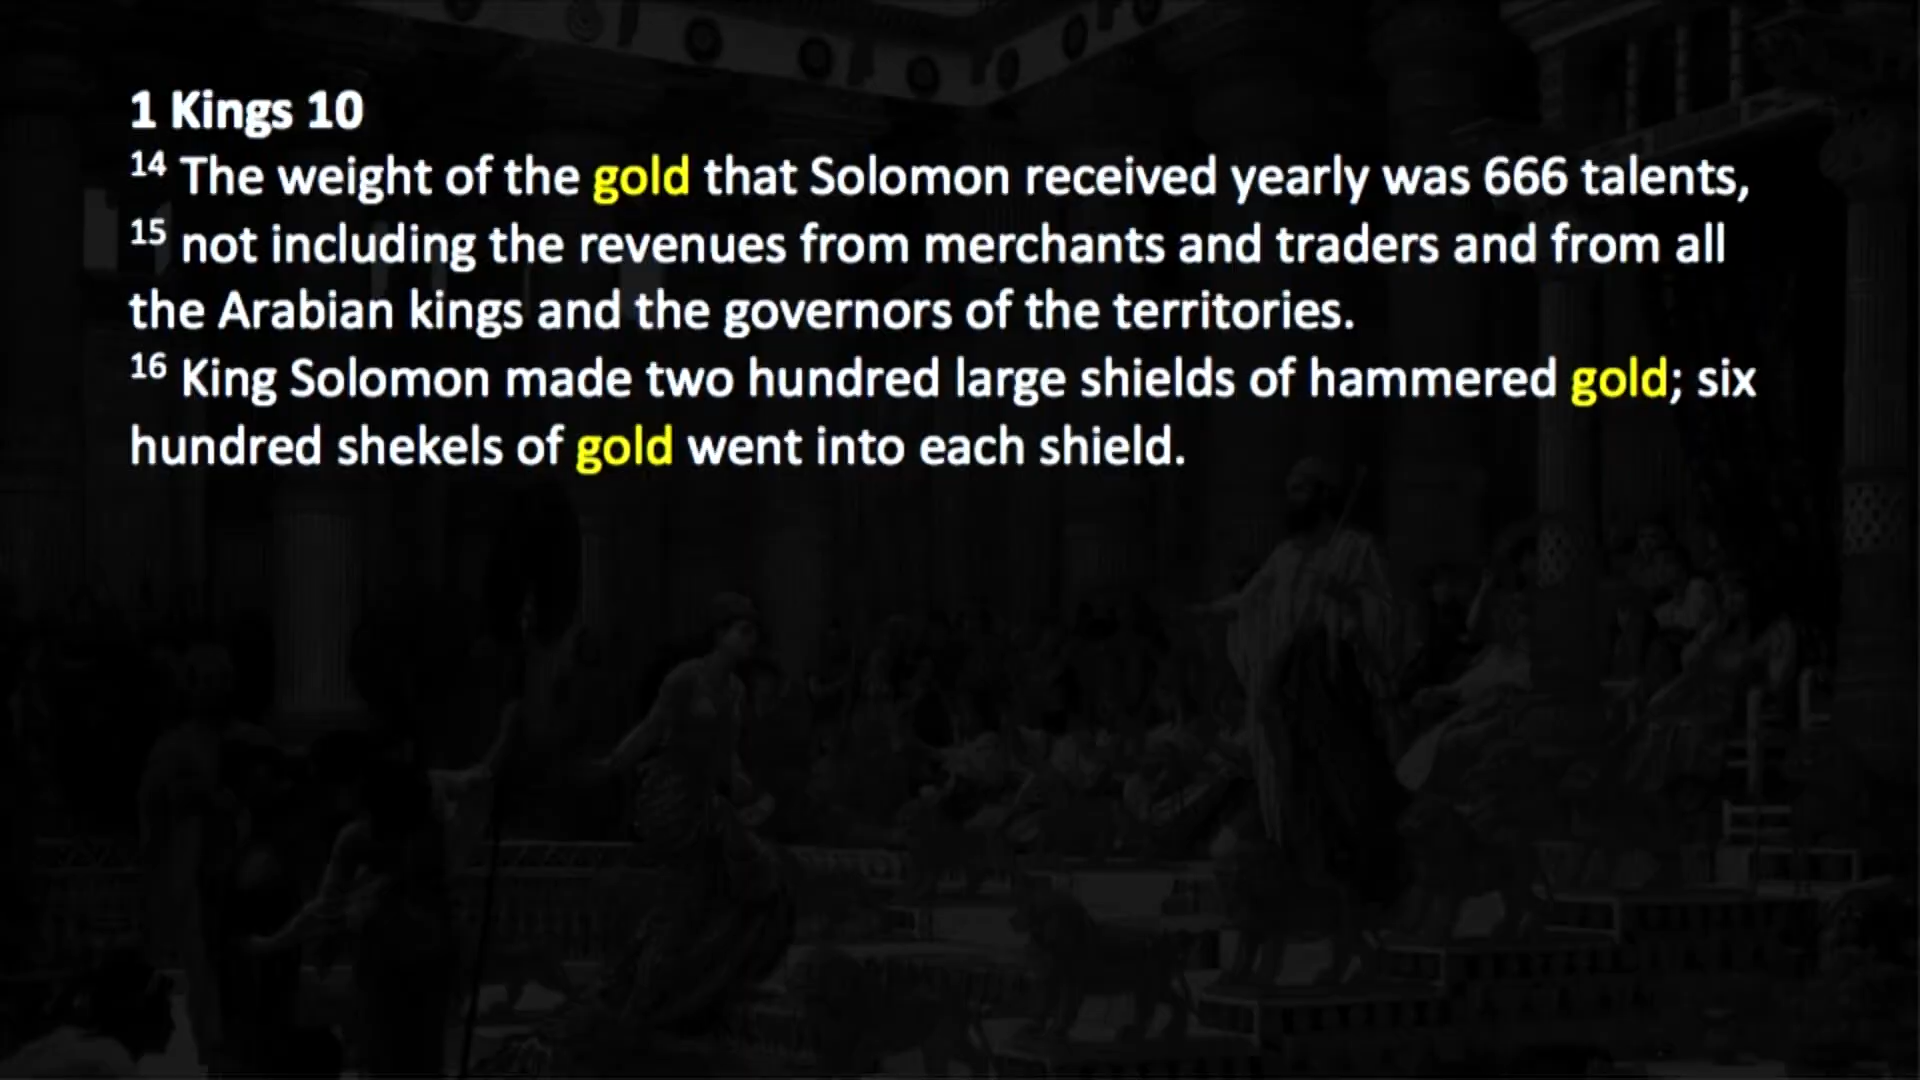 1 Kings 10
14 The weight of the gold that Solomon received yearly was 666 talents,
15 not including the revenues from merchants and traders and from all
the Arabian kings and the governors of the territories.
16 King Solomon made two hundred large shields of hammered gold; six
hundred shekels of gold went into each shield.